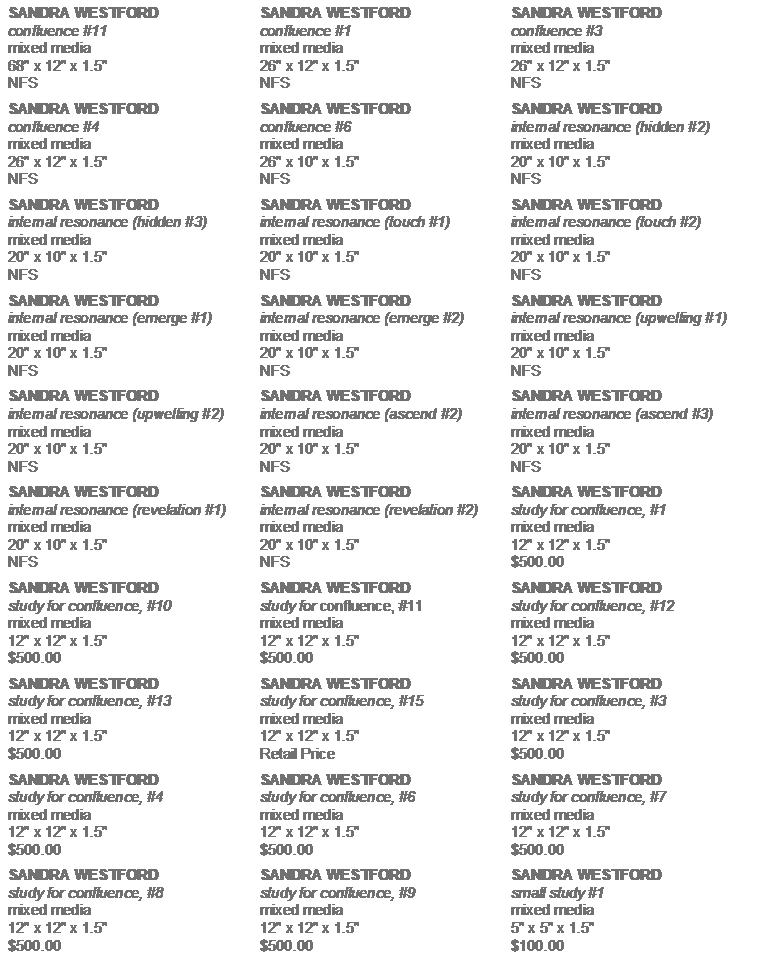 SANDRA WESTFORD
confluence #11
mixed media
68" x 12" x 1.5"
NFS
SANDRA WESTFORD
confluence #1
mixed media
26" x 12" x 1.5"
NFS
SANDRA WESTFORD
confluence #3
mixed media
26" x 12" x 1.5"
NFS
SANDRA WESTFORD
confluence #4
mixed media
26" x 12" x 1.5"
NFS
SANDRA WESTFORD
confluence #6
mixed media
26" x 10" x 1.5"
NFS
SANDRA WESTFORD
internal resonance (hidden #2)
mixed media
20" x 10" x 1.5"
NFS
SANDRA WESTFORD
internal resonance (hidden #3)
mixed media
20" x 10" x 1.5"
NFS
SANDRA WESTFORD
internal resonance (touch #1)
mixed media
20" x 10" x 1.5"
NFS
SANDRA WESTFORD
internal resonance (touch #2)
mixed media
20" x 10" x 1.5"
NFS
SANDRA WESTFORD
internal resonance (emerge #1)
mixed media
20" x 10" x 1.5"
NFS
SANDRA WESTFORD
internal resonance (emerge #2)
mixed media
20" x 10" x 1.5"
NFS
SANDRA WESTFORD
internal resonance (upwelling #1)
mixed media
20" x 10" x 1.5"
NFS
SANDRA WESTFORD
internal resonance (upwelling #2)
mixed media
20" x 10" x 1.5"
NFS
SANDRA WESTFORD
internal resonance (ascend #2)
mixed media
20" x 10" x 1.5"
NFS
SANDRA WESTFORD
internal resonance (ascend #3)
mixed media
20" x 10" x 1.5"
NFS
SANDRA WESTFORD
internal resonance (revelation #1)
mixed media
20" x 10" x 1.5"
NFS
SANDRA WESTFORD
internal resonance (revelation #2)
mixed media
20" x 10" x 1.5"
NFS
SANDRA WESTFORD
study for confluence, #1
mixed media
12" x 12" x 1.5"
$500.00
SANDRA WESTFORD
study for confluence, #10
mixed media
12" x 12" x 1.5"
$500.00
SANDRA WESTFORD
study for confluence, #11
mixed media
12" x 12" x 1.5"
$500.00
SANDRA WESTFORD
study for confluence, #12
mixed media
12" x 12" x 1.5"
$500.00
SANDRA WESTFORD
study for confluence, #13
mixed media
12" x 12" x 1.5"
$500.00
SANDRA WESTFORD
study for confluence, #15
mixed media
12" x 12" x 1.5"
Retail Price
SANDRA WESTFORD
study for confluence, #3
mixed media
12" x 12" x 1.5"
$500.00
SANDRA WESTFORD
study for confluence, #4
mixed media
12" x 12" x 1.5"
$500.00
SANDRA WESTFORD
study for confluence, #6
mixed media
12" x 12" x 1.5"
$500.00
SANDRA WESTFORD
study for confluence, #7
mixed media
12" x 12" x 1.5"
$500.00
SANDRA WESTFORD
study for confluence, #8
mixed media
12" x 12" x 1.5"
$500.00
SANDRA WESTFORD
study for confluence, #9
mixed media
12" x 12" x 1.5"
$500.00
SANDRA WESTFORD
small study #1
mixed media
5" x 5" x 1.5"
$100.00